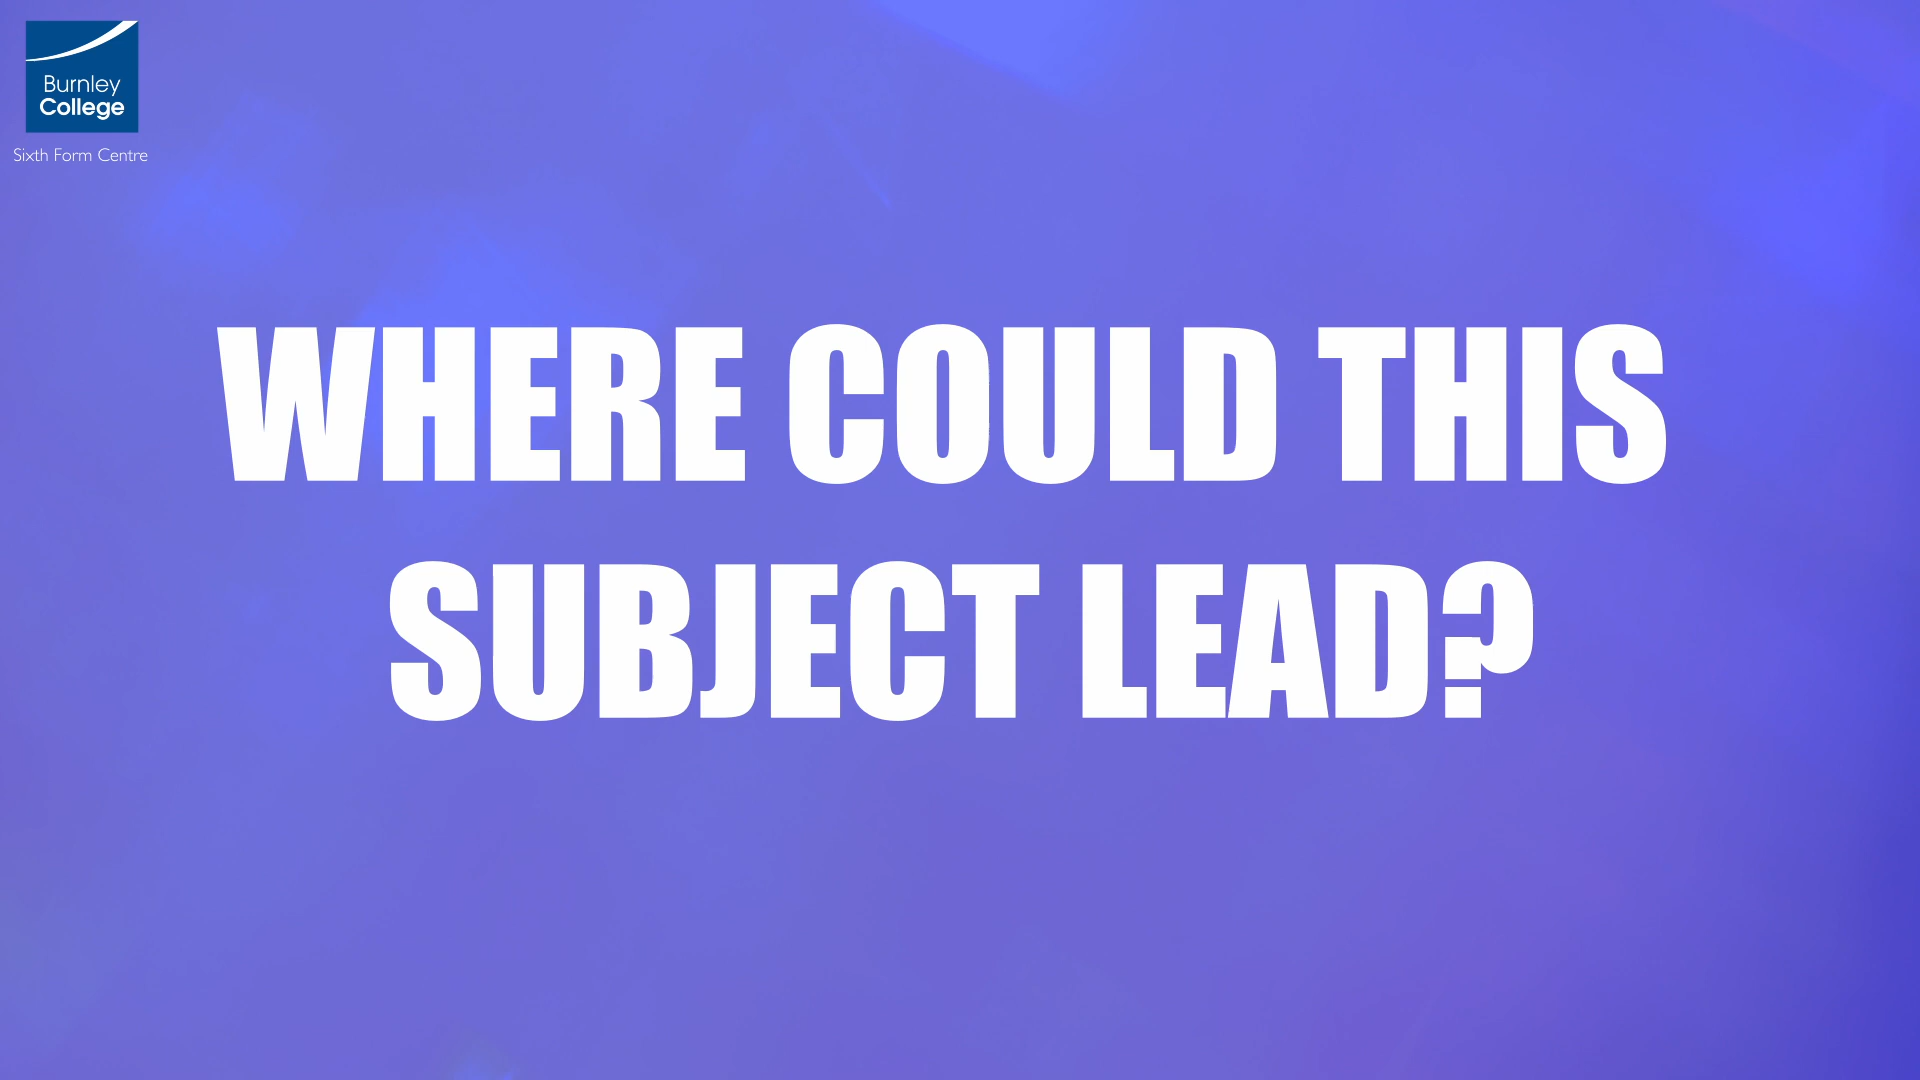 Burnley
College
Sixth Form Centre
WHERE COULD THIS
SUBJECT LEAD?